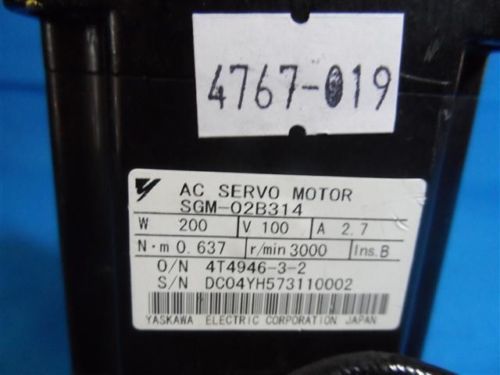 4767-019
AC SERVO MOTOR
SGM-02B314
W 200 V 100 A 2.7
N·m 0.637 r/min 3000 Ins. B
O/N 4T4946-3-2
S/N DC04YH573110002
YASKAWA ELECTRIC CORPORATION JAPAN